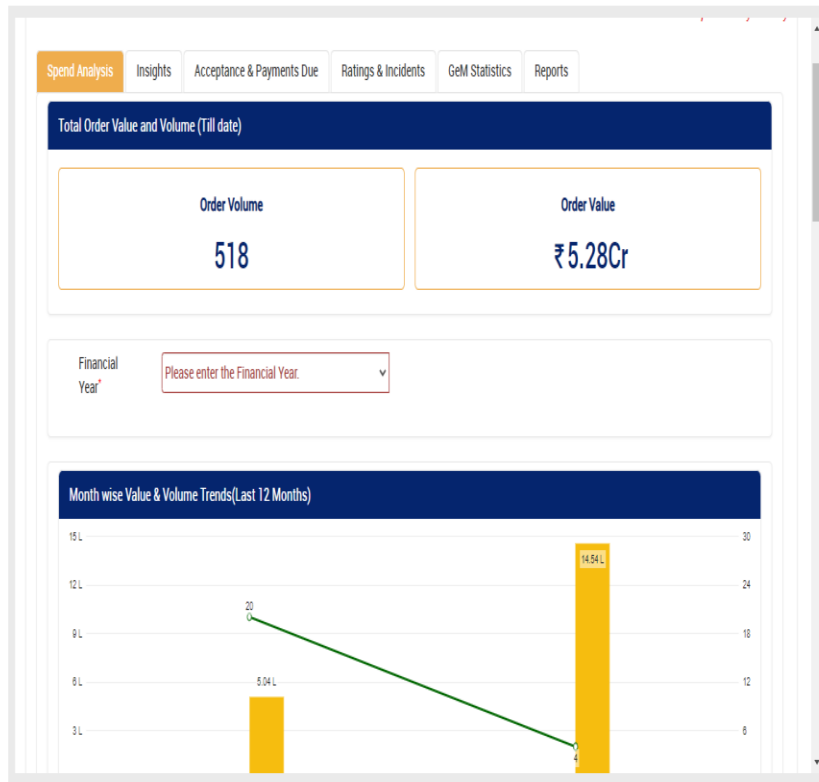 Spend Analysis Insights Acceptance & Payments Due Ratings & Incidents GeM Statistics Reports
Total Order Value and Volume (Till date)
Order Volume Order Value
518 ₹5.28Cr
Financial
Year* Please enter the Financial Year.
Month wise Value & Volume Trends(Last 12 Months)
15 L 30
14.54 L
12 L 24
20
9 L 18
6 L 5.04 L 12
3 L 6
4